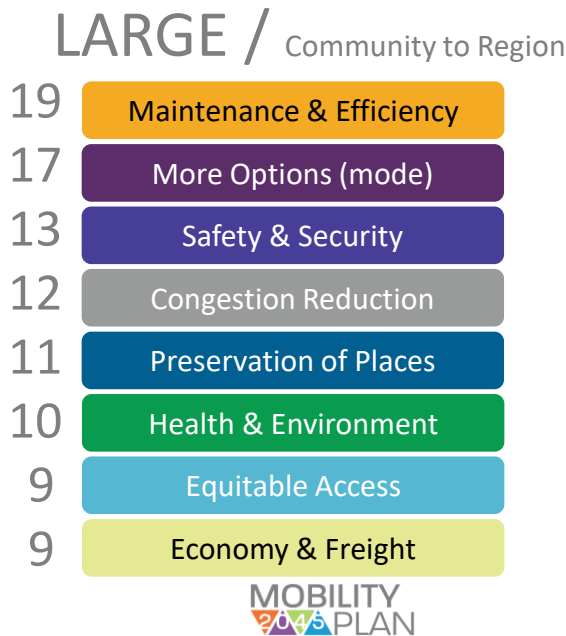 LARGE / Community to Region
19 Maintenance & Efficiency
17 More Options (mode)
13 Safety & Security
12 Congestion Reduction
11 Preservation of Places
10 Health & Environment
9 Equitable Access
9 Economy & Freight
MOBILITY
2045 PLAN